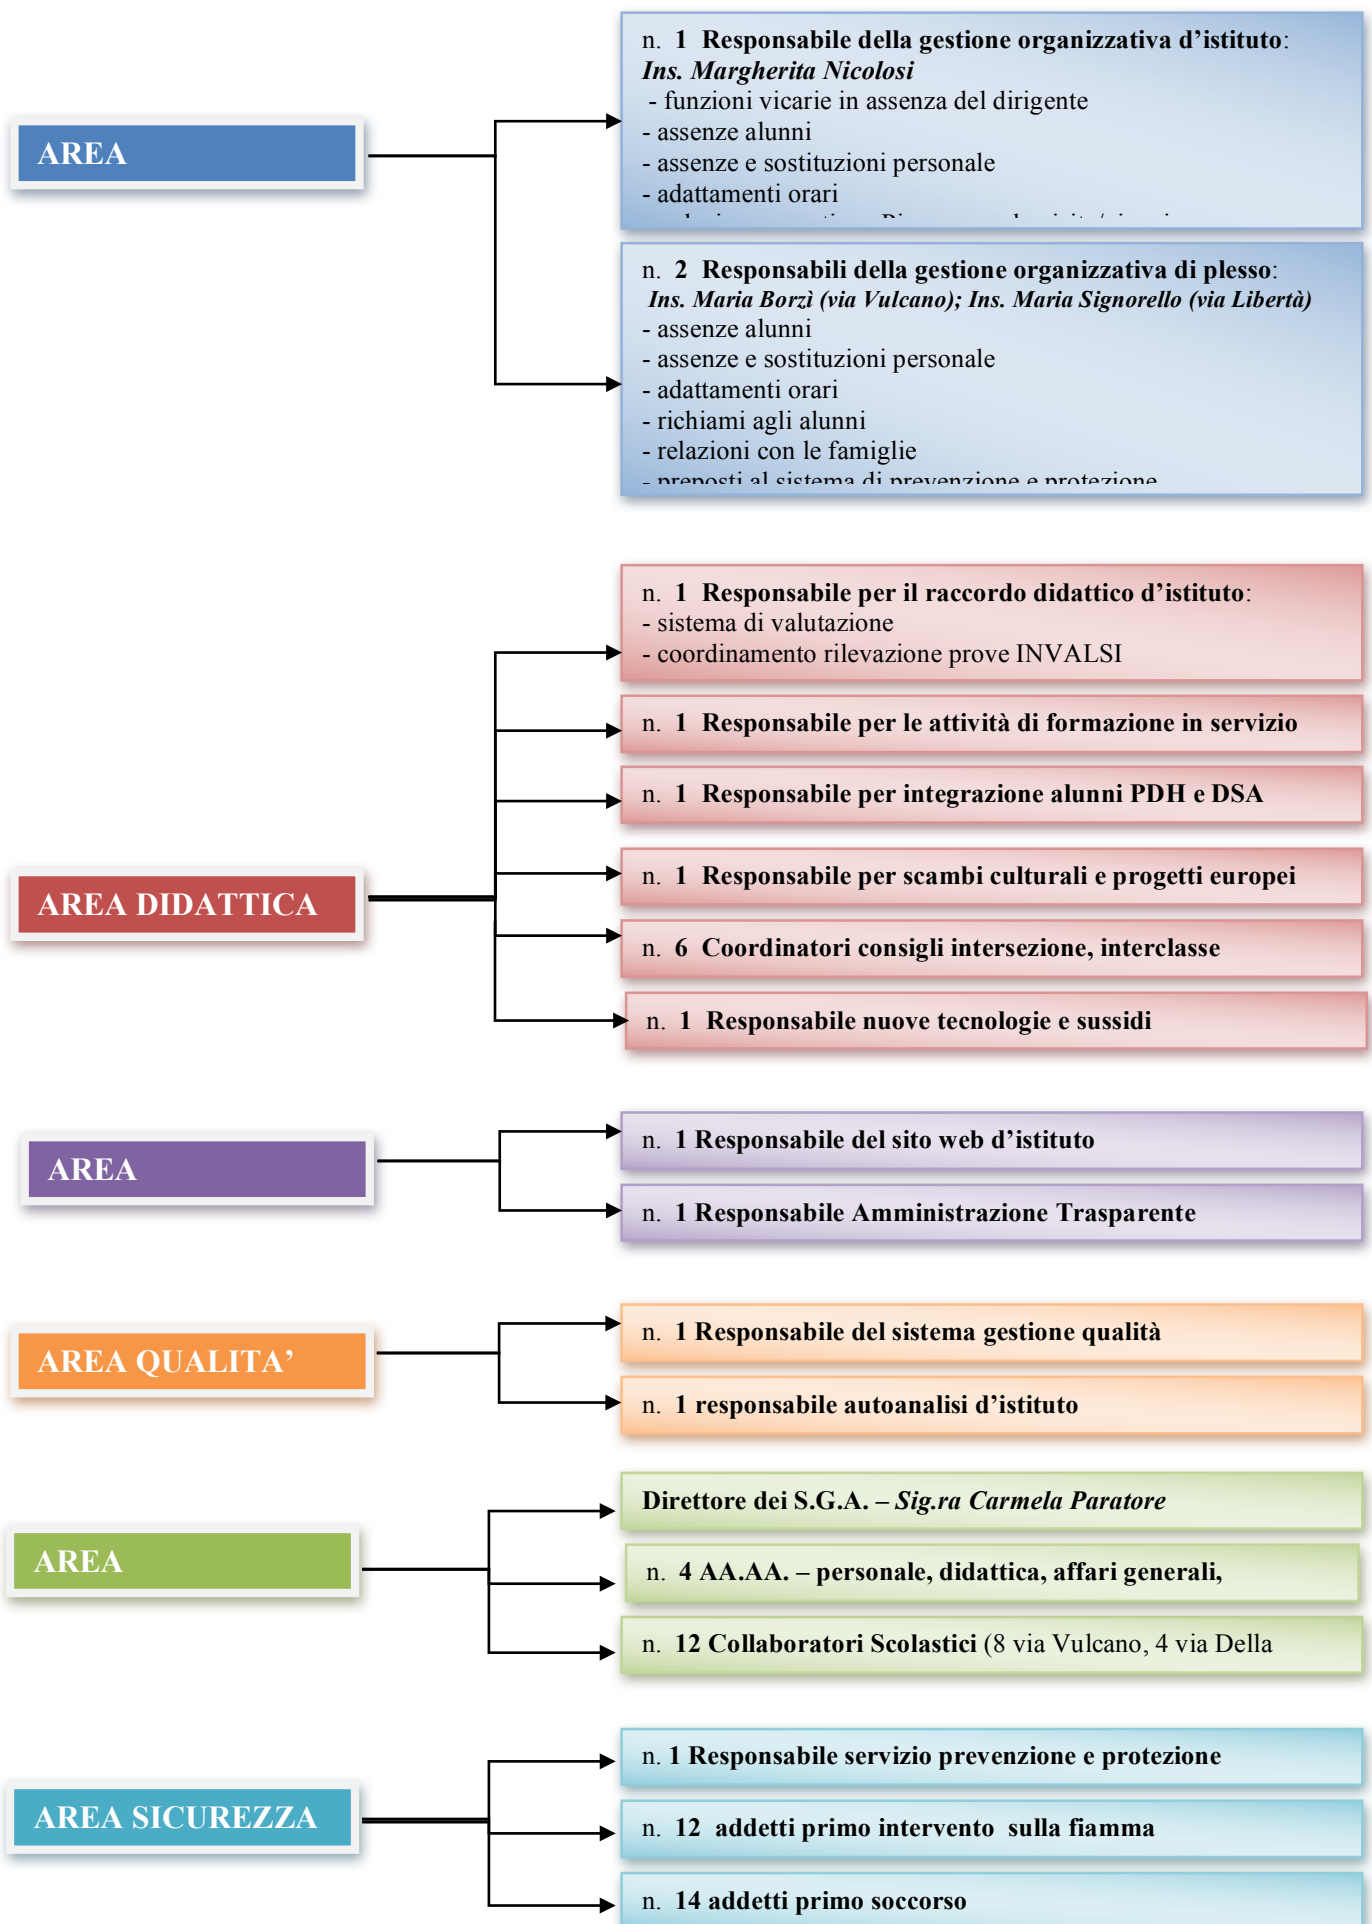 AREA
n. 1 Responsabile della gestione organizzativa d’istituto:
Ins. Margherita Nicolosi
- funzioni vicarie in assenza del dirigente
- assenze alunni
- assenze e sostituzioni personale
- adattamenti orari
n. 2 Responsabili della gestione organizzativa di plesso:
Ins. Maria Borzì (via Vulcano); Ins. Maria Signorello (via Libertà)
- assenze alunni
- assenze e sostituzioni personale
- adattamenti orari
- richiami agli alunni
- relazioni con le famiglie
- preposti al sistema di prevenzione e protezione
AREA DIDATTICA
n. 1 Responsabile per il raccordo didattico d’istituto:
- sistema di valutazione
- coordinamento rilevazione prove INVALSI
n. 1 Responsabile per le attività di formazione in servizio
n. 1 Responsabile per integrazione alunni PDH e DSA
n. 1 Responsabile per scambi culturali e progetti europei
n. 6 Coordinatori consigli intersezione, interclasse
n. 1 Responsabile nuove tecnologie e sussidi
AREA
n. 1 Responsabile del sito web d’istituto
n. 1 Responsabile Amministrazione Trasparente
AREA QUALITA’
n. 1 Responsabile del sistema gestione qualità
n. 1 responsabile autoanalisi d’istituto
AREA
Direttore dei S.G.A. – Sig.ra Carmela Paratore
n. 4 AA.AA. – personale, didattica, affari generali,
n. 12 Collaboratori Scolastici (8 via Vulcano, 4 via Della
AREA SICUREZZA
n. 1 Responsabile servizio prevenzione e protezione
n. 12 addetti primo intervento sulla fiamma
n. 14 addetti primo soccorso